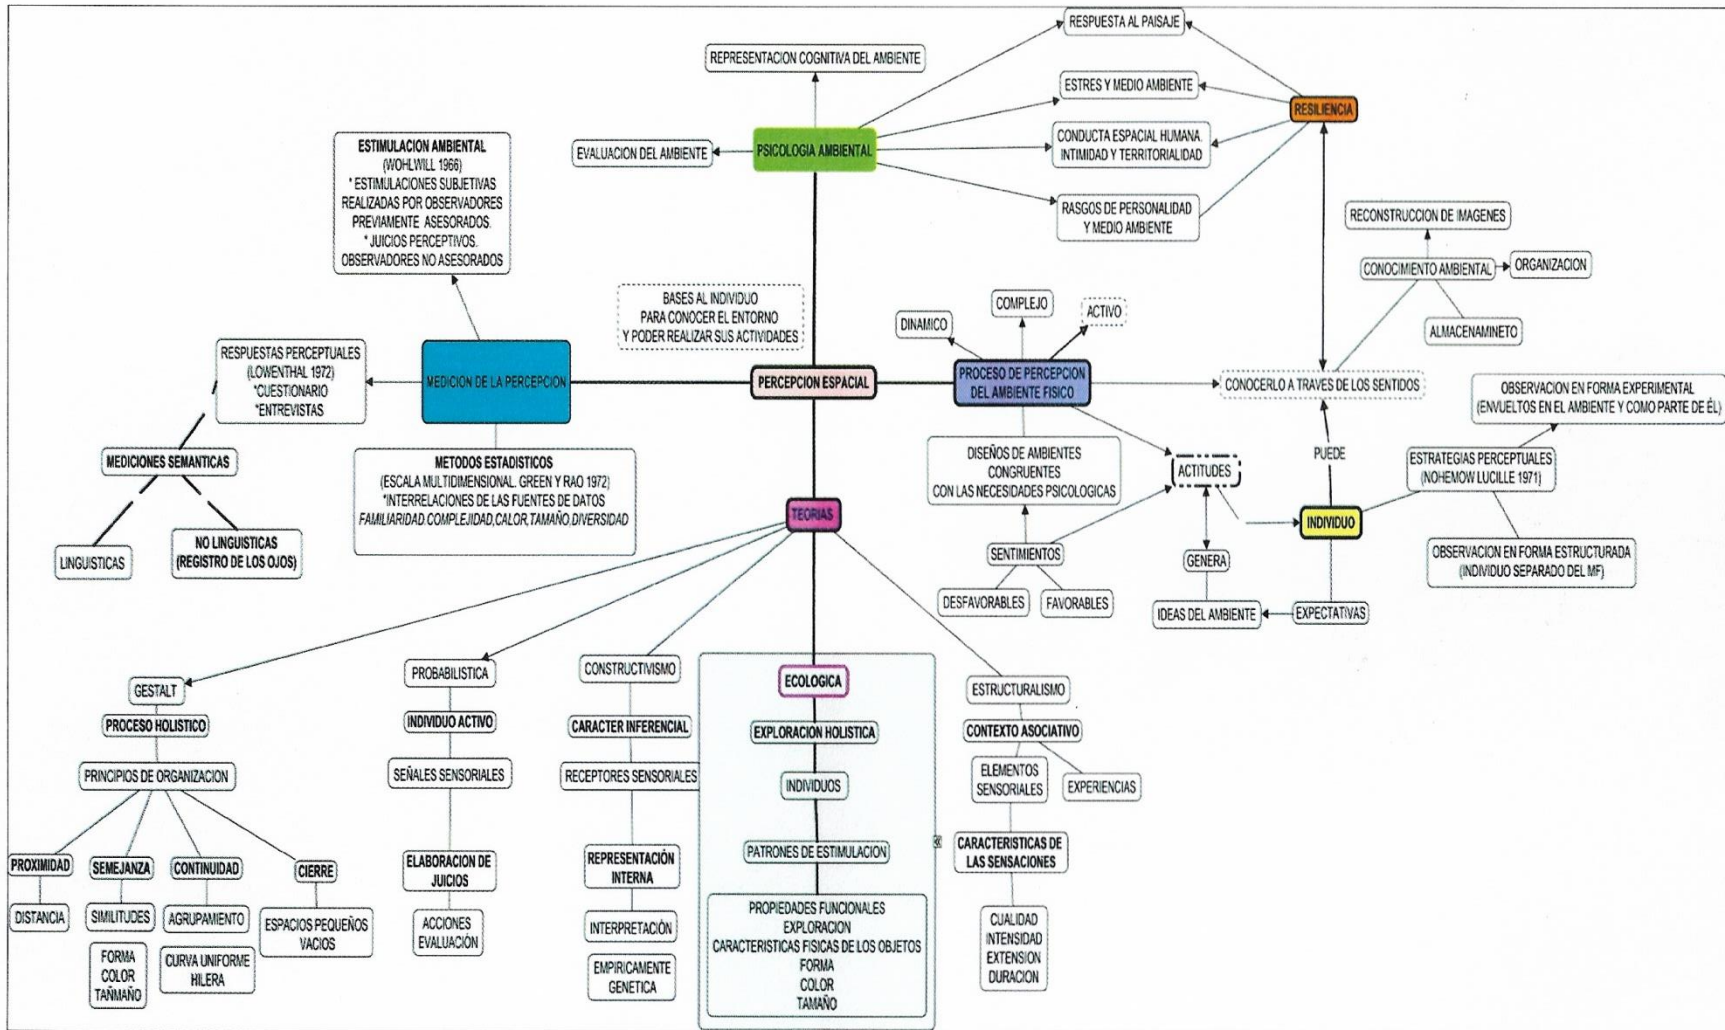 RESPUESTA AL PAISAJE
REPRESENTACION COGNITIVA DEL AMBIENTE
ESTRES Y MEDIO AMBIENTE
RESILIENCIA
PSICOLOGIA AMBIENTAL
EVALUACION DEL AMBIENTE
CONDUCTA ESPACIAL HUMANA.
INTIMIDAD Y TERRITORIALIDAD
RASGOS DE PERSONALIDAD
Y MEDIO AMBIENTE
ESTIMULACION AMBIENTAL
(WOHLWILL 1966)
* ESTIMULACIONES SUBJETIVAS
REALIZADAS POR OBSERVADORES
PREVIAMENTE ASESORADOS.
* JUICIOS PERCEPTIVOS.
OBSERVADORES NO ASESORADOS
RECONSTRUCCION DE IMAGENES
CONOCIMIENTO AMBIENTAL
ORGANIZACION
ALMACENAMINETO
BASES AL INDIVIDUO
PARA CONOCER EL ENTORNO
Y PODER REALIZAR SUS ACTIVIDADES
DINAMICO
COMPLEJO
ACTIVO
RESPUESTAS PERCEPTUALES
(LOWENTHAL 1972)
*CUESTIONARIO
*ENTREVISTAS
MEDICION DE LA PERCEPCION
PERCEPCION ESPACIAL
PROCESO DE PERCEPCION
DEL AMBIENTE FISICO
CONOCERLO A TRAVES DE LOS SENTIDOS
OBSERVACION EN FORMA EXPERIMENTAL
(ENVUELTOS EN EL AMBIENTE Y COMO PARTE DE ÉL)
MEDICIONES SEMANTICAS
LINGUISTICAS
NO LINGUISTICAS
(REGISTRO DE LOS OJOS)
METODOS ESTADISTICOS
(ESCALA MULTIDIMENSIONAL. GREEN Y RAO 1972)
*INTERRELACIONES DE LAS FUENTES DE DATOS
FAMILIARIDAD.COMPLEJIDAD,CALOR,TAMAÑO.DIVERSIDAD
DISEÑOS DE AMBIENTES
CONGRUENTES
CON LAS NECESIDADES PSICOLOGICAS
ACTITUDES
PUEDE
ESTRATEGIAS PERCEPTUALES
(NOHEMOW LUCILLE 1971)
TEORIAS
INDIVIDUO
SENTIMIENTOS
GENERA
OBSERVACION EN FORMA ESTRUCTURADA
(INDIVIDUO SEPARADO DEL MF)
DESFAVORABLES
FAVORABLES
IDEAS DEL AMBIENTE
EXPECTATIVAS
GESTALT
PROCESO HOLISTICO
PRINCIPIOS DE ORGANIZACION
PROXIMIDAD
DISTANCIA
SEMEJANZA
SIMILITUDES
FORMA
COLOR
TAÑMAÑO
CONTINUIDAD
AGRUPAMIENTO
CURVA UNIFORME
HILERA
CIERRE
ESPACIOS PEQUEÑOS
VACIOS
PROBABILISTICA
INDIVIDUO ACTIVO
SEÑALES SENSORIALES
ELABORACION DE
JUICIOS
ACCIONES
EVALUACIÓN
CONSTRUCTIVISMO
CARACTER INFERENCIAL
RECEPTORES SENSORIALES
REPRESENTACIÓN
INTERNA
INTERPRETACIÓN
EMPIRICAMENTE
GENETICA
ECOLOGICA
EXPLORACION HOLISTICA
INDIVIDUOS
PATRONES DE ESTIMULACION
PROPIEDADES FUNCIONALES
EXPLORACION
CARACTERISTICAS FISICAS DE LOS OBJETOS
FORMA
COLOR
TAMAÑO
ESTRUCTURALISMO
CONTEXTO ASOCIATIVO
ELEMENTOS
SENSORIALES
EXPERIENCIAS
CARACTERISTICAS DE
LAS SENSACIONES
CUALIDAD
INTENSIDAD
EXTENSION
DURACION